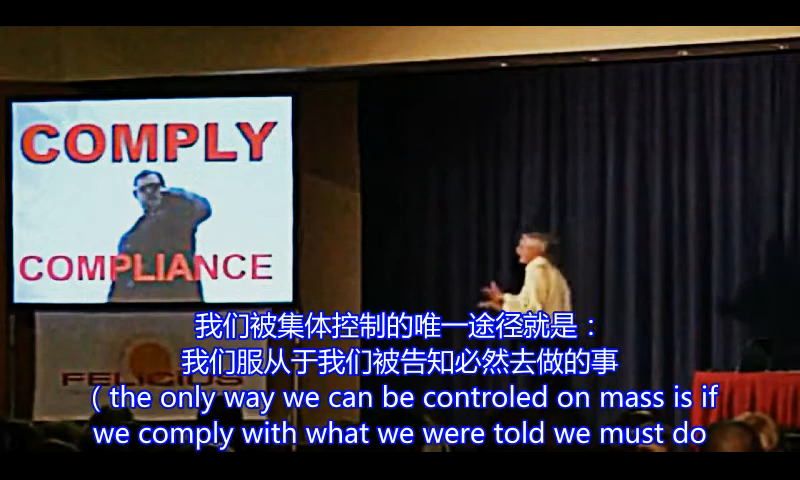 COMPLY
COMPLIANCE
FELICIUS
我们被集体控制的唯一途径就是：
我们服从于我们被告知必然去做的事
( the only way we can be controled on mass is if
we comply with what we were told we must do